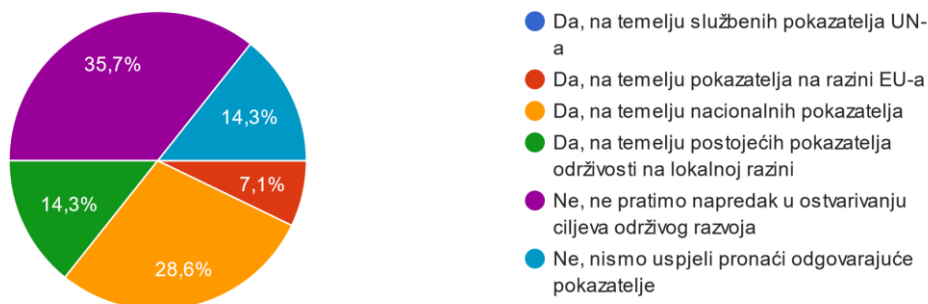 35,7%
14,3%
7,1%
28,6%
14,3%
Da, na temelju službenih pokazatelja UN-
a
Da, na temelju pokazatelja na razini EU-a
Da, na temelju nacionalnih pokazatelja
Da, na temelju postojećih pokazatelja
održivosti na lokalnoj razini
Ne, ne pratimo napredak u ostvarivanju
ciljeva održivog razvoja
Ne, nismo uspjeli pronaći odgovarajuće
pokazatelje